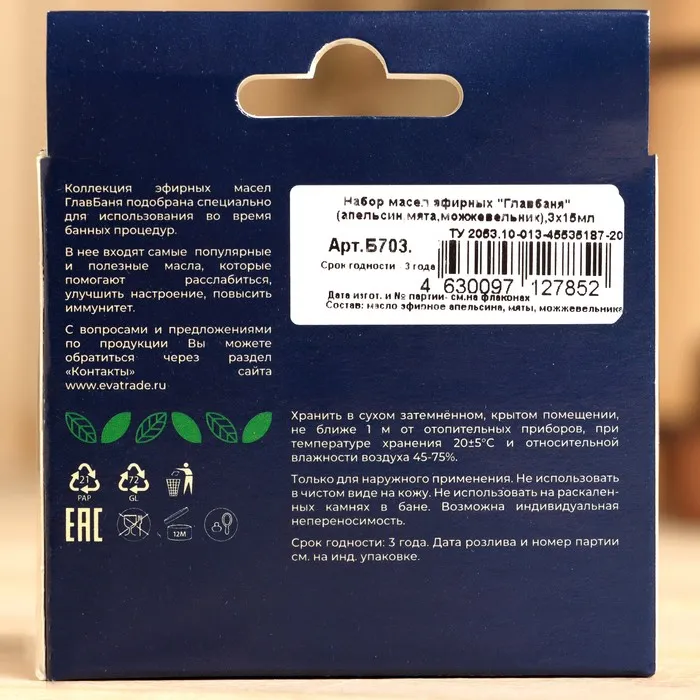 Коллекция эфирных масел
ГлавБаня подобрана специально
для использования во время
банных процедур.
В нее входят самые популярные
и полезные масла, которые
помогают расслабиться,
улучшить настроение, повысить
иммунитет.
С вопросами и предложениями
по продукции Вы можете
обратиться через раздел
«Контакты» сайта
www.evatrade.ru
Набор масел эфирных "Главбаня"
(апельсин,мята,можжевельник),3х15мл
ТУ 2053.10-013-45535187-20
Арт.Б703.
Срок годности 3 года
4 630097 127852
Дата изгот. и № партии- см.на флаконах
Состав: масло эфирное апельсина, мяты, можжевельника
21
PAP
72
GL
EAC
12M
Хранить в сухом затемнённом, крытом помещении,
не ближе 1 м от отопительных приборов, при
температуре хранения 20±5°С и относительной
влажности воздуха 45-75%.
Только для наружного применения. Не использовать
в чистом виде на кожу. Не использовать на раскален-
ных камнях в бане. Возможна индивидуальная
непереносимость.
Срок годности: 3 года. Дата розлива и номер партии
см. на инд. упаковке.